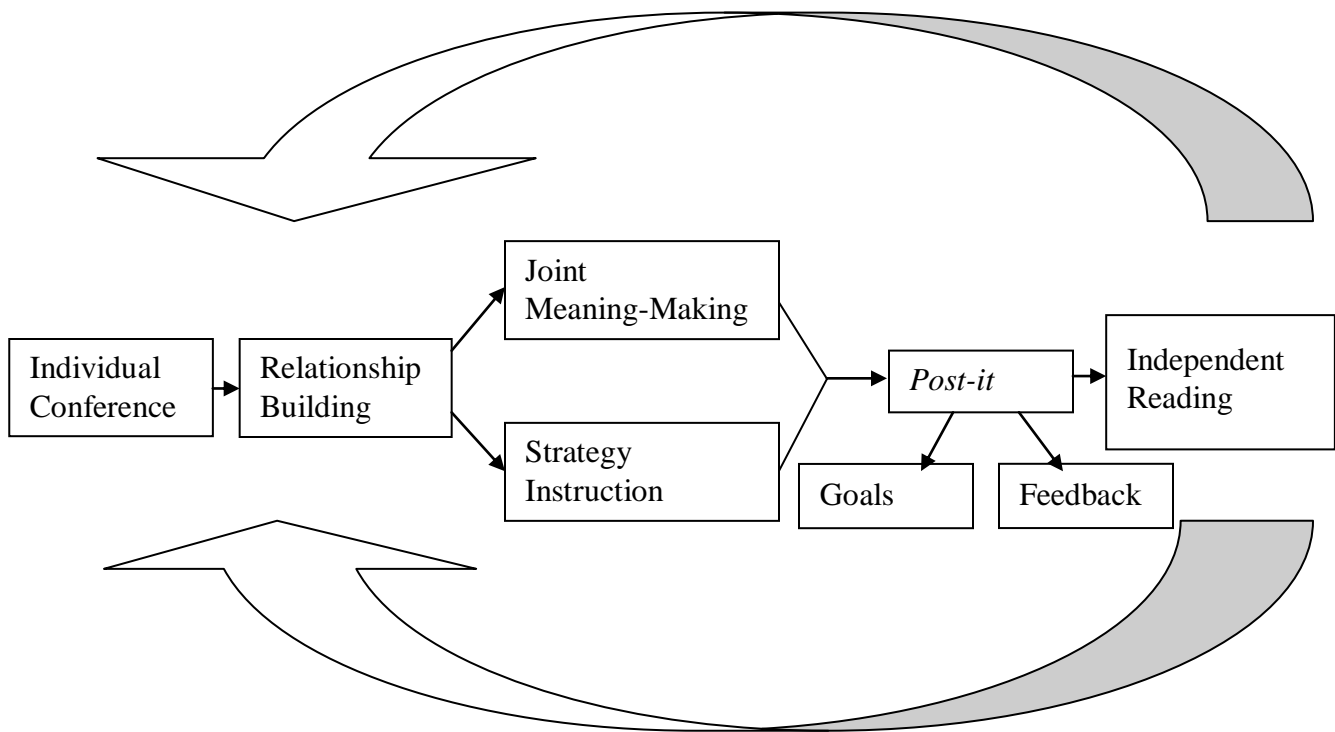 Individual
Conference
Relationship
Building
Joint
Meaning-Making
Strategy
Instruction
Post-it
Goals
Feedback
Independent
Reading